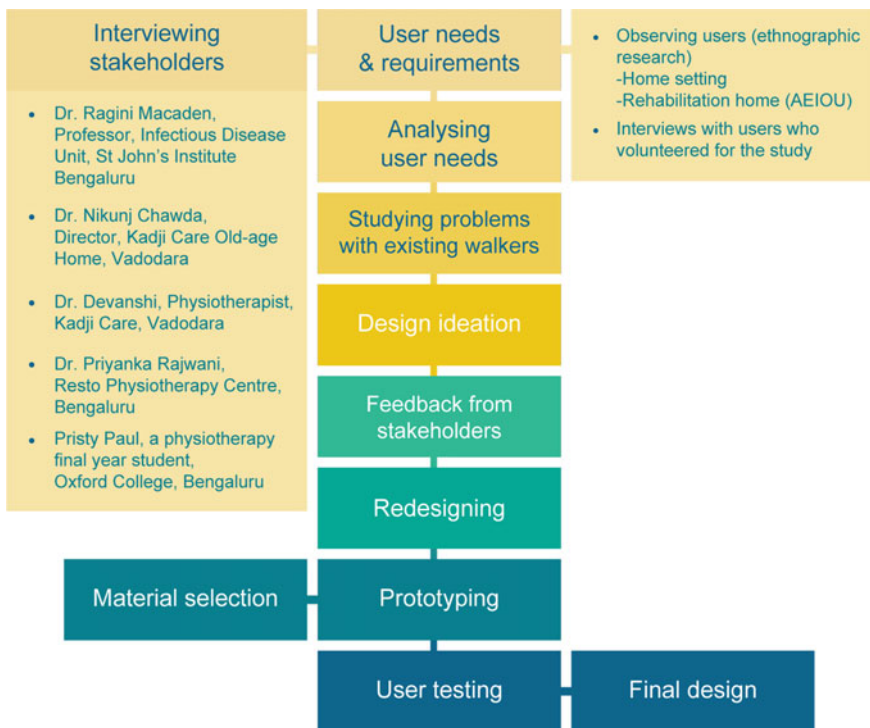 Interviewing
stakeholders
• Dr. Ragini Macaden,
Professor, Infectious Disease
Unit, St John's Institute
Bengaluru
• Dr. Nikunj Chawda,
Director, Kadji Care Old-age
Home, Vadodara
• Dr. Devanshi, Physiotherapist,
Kadji Care, Vadodara
• Dr. Priyanka Rajwani,
Resto Physiotherapy Centre,
Bengaluru
• Pristy Paul, a physiotherapy
final year student,
Oxford College, Bengaluru
User needs
& requirements
• Observing users (ethnographic
research)
-Home setting
-Rehabilitation home (AEIOU)
• Interviews with users who
volunteered for the study
Analysing
user needs
Studying problems
with existing walkers
Design ideation
Feedback from
stakeholders
Redesigning
Material selection
Prototyping
User testing
Final design